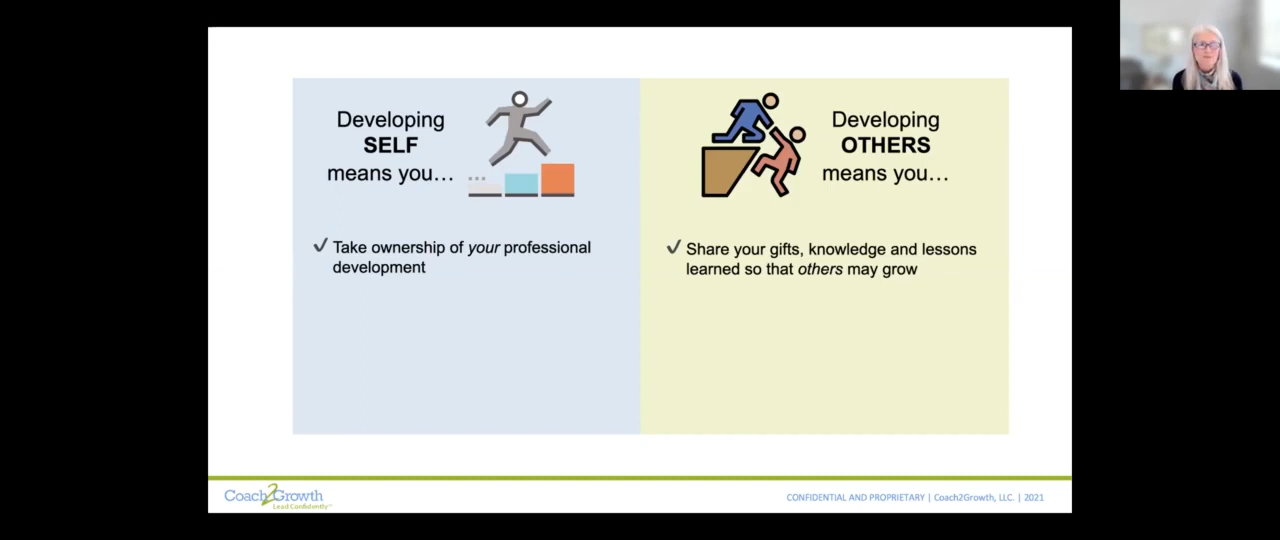 Developing
SELF
means you…
✓ Take ownership of your professional
development
Developing
OTHERS
means you…
✓ Share your gifts, knowledge and lessons
learned so that others may grow
Coach2Growth
Lead Confidently™
CONFIDENTIAL AND PROPRIETARY | Coach2Growth, LLC. | 2021